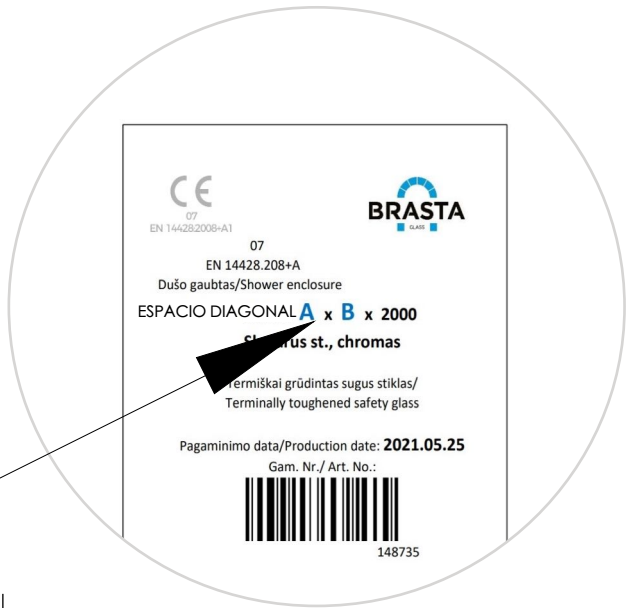 CE
07
EN 14428:2008+A1
BRASTA
GLASS
07
EN 14428.208+A
Dušo gaubtas/Shower enclosure
ESPACIO DIAGONAL A x B x 2000
st., chromas
Termiškai grūdintas sugus stiklas/
Terminally toughened safety glass
Pagaminimo data/Production date: 2021.05.25
Gam. Nr./ Art. No.:
148735